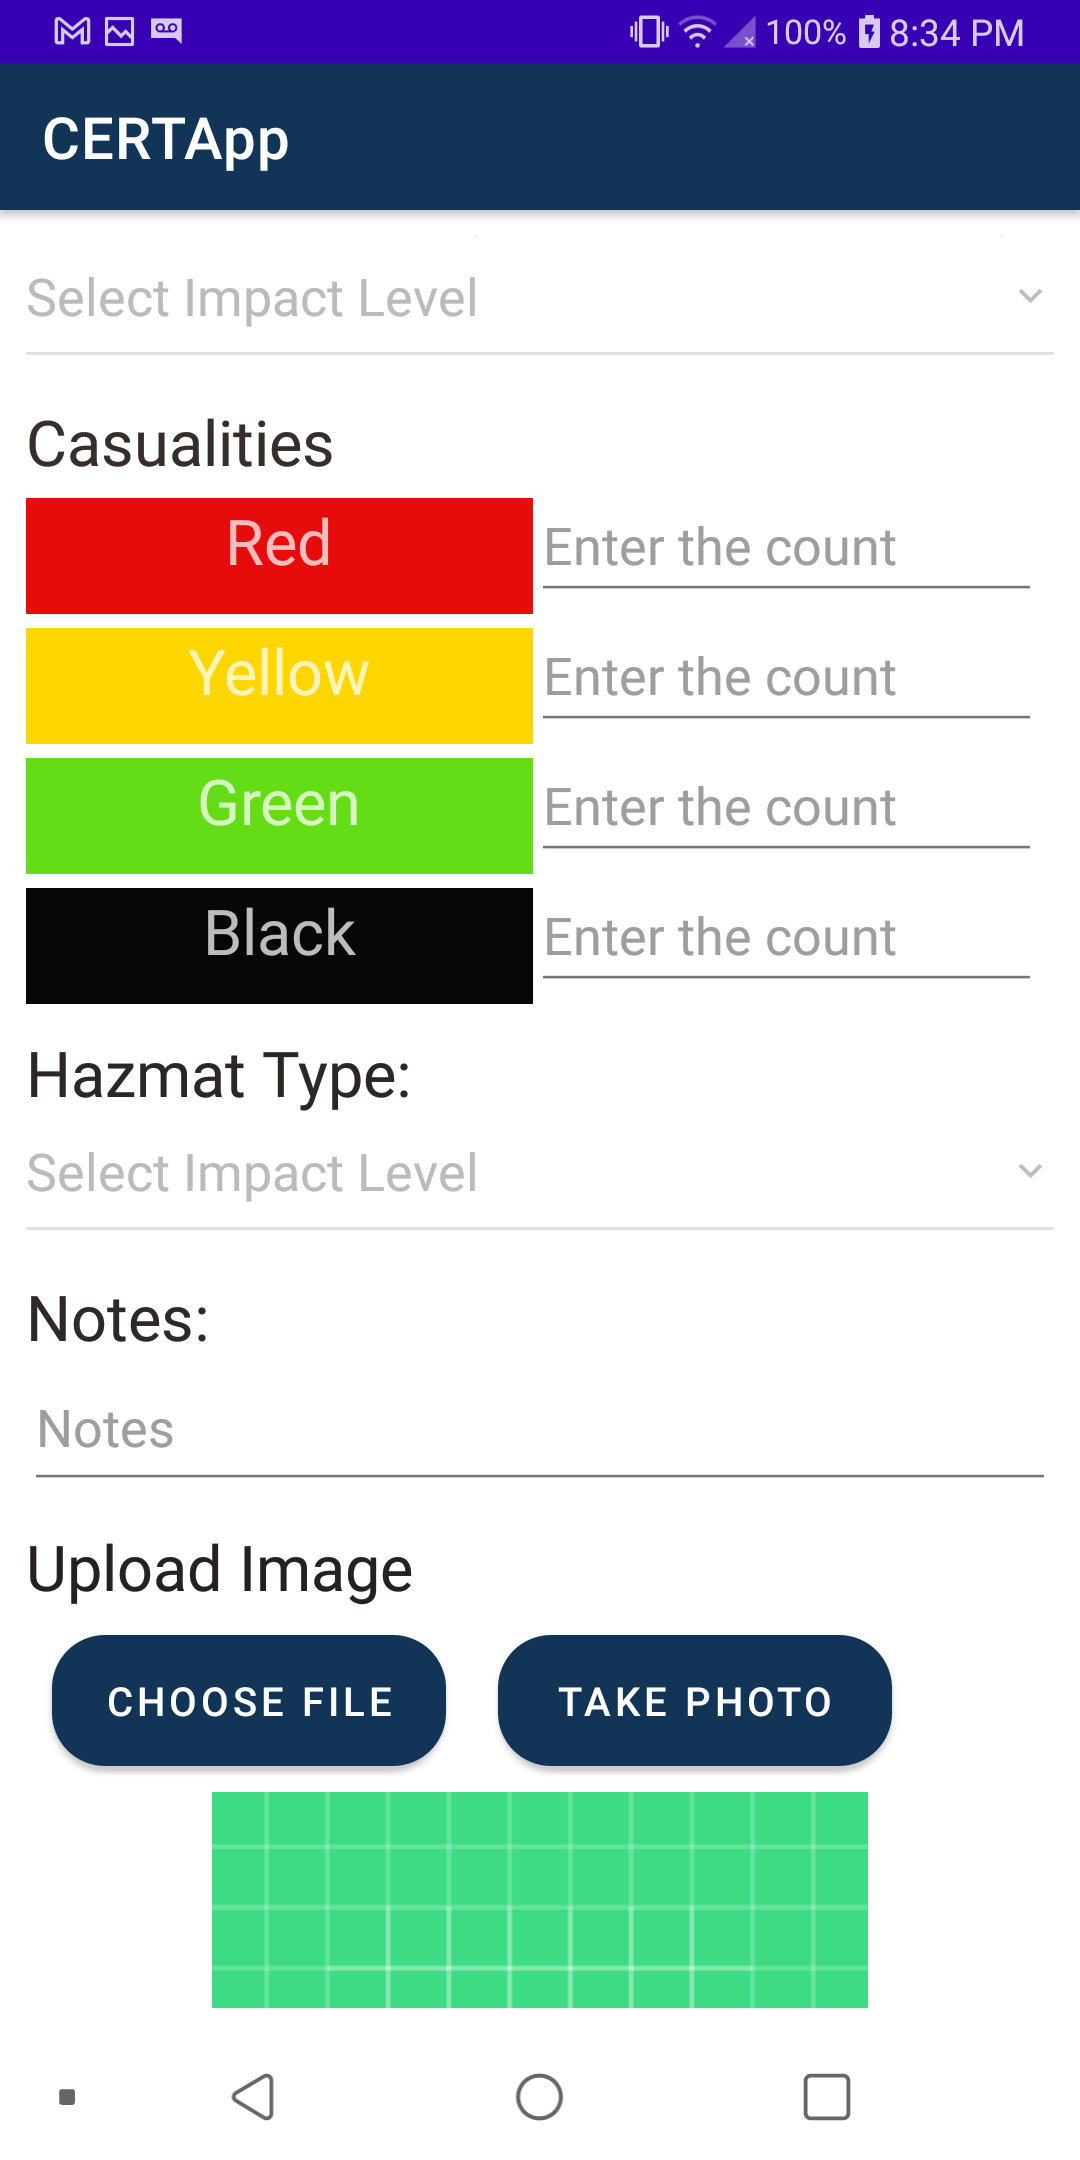 100% 8:34 PM
CERTApp
Select Impact Level
Casualities
Red Enter the count
Yellow Enter the count
Green Enter the count
Black Enter the count
Hazmat Type:
Select Impact Level
Notes:
Notes
Upload Image
CHOOSE FILE TAKE PHOTO